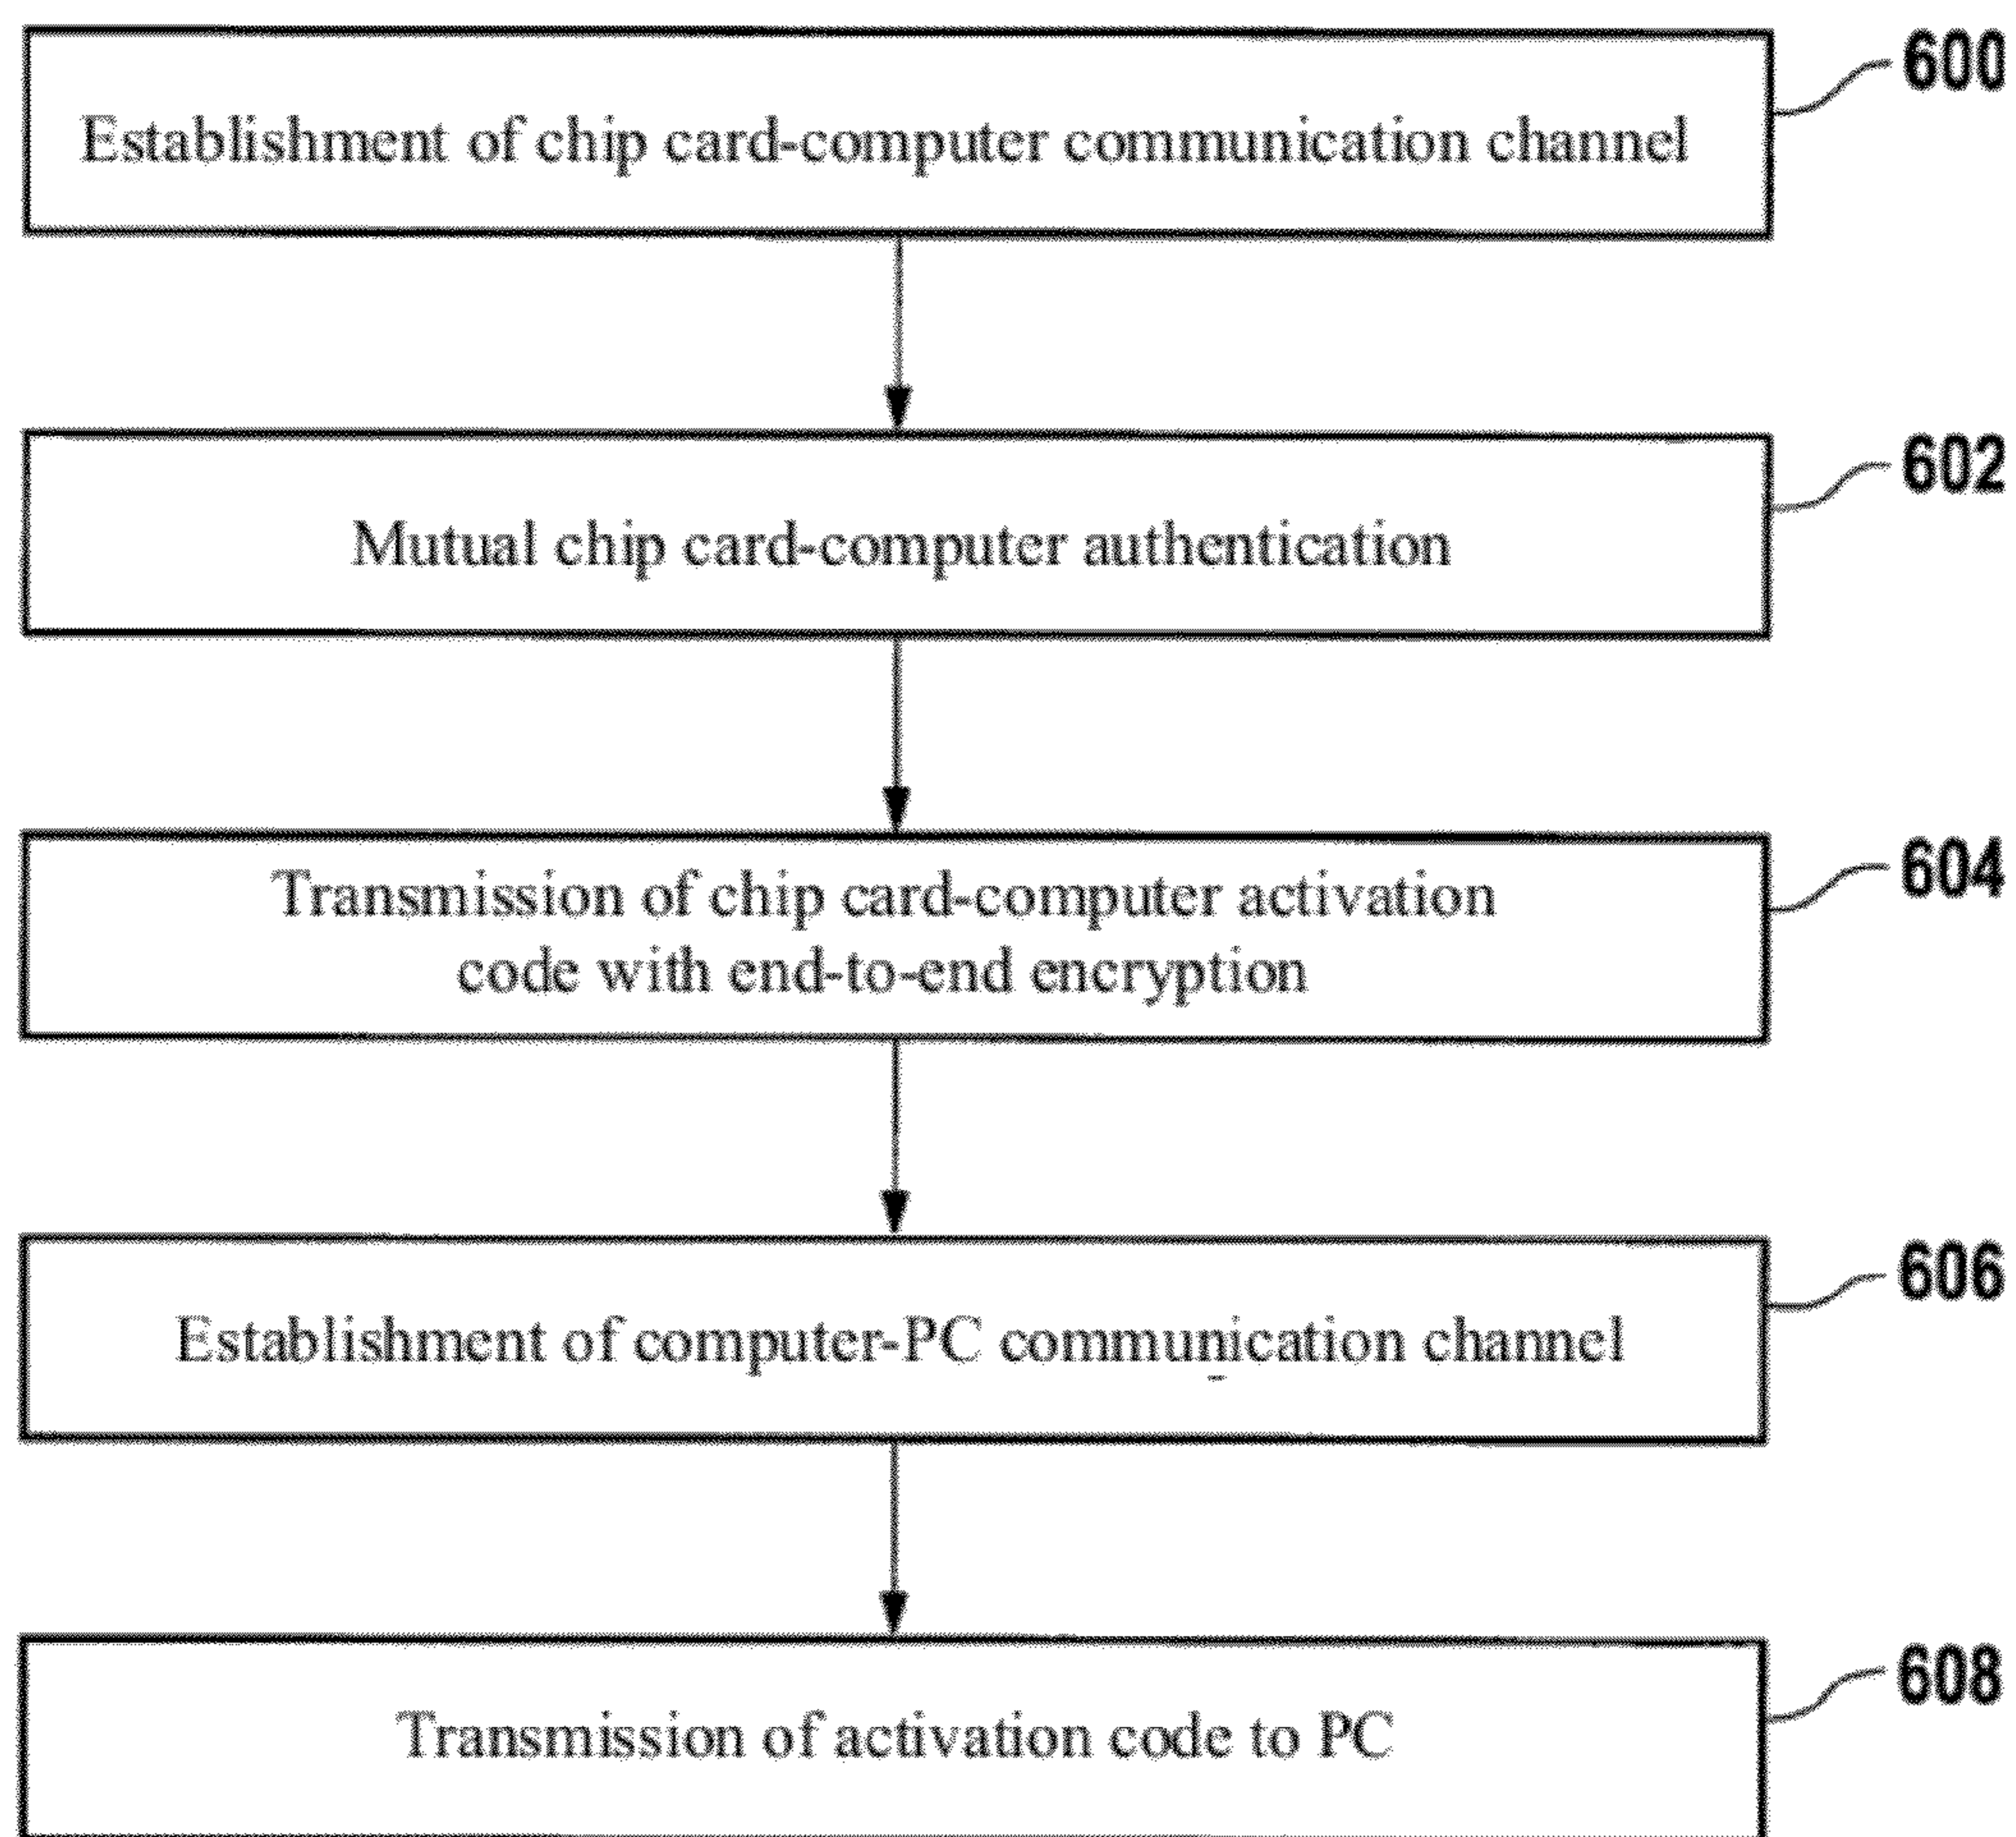 Establishment of chip card-computer communication channel
600
Mutual chip card-computer authentication
602
Transmission of chip card-computer activation
code with end-to-end encryption
604
Establishment of computer-PC communication channel
606
Transmission of activation code to PC
608